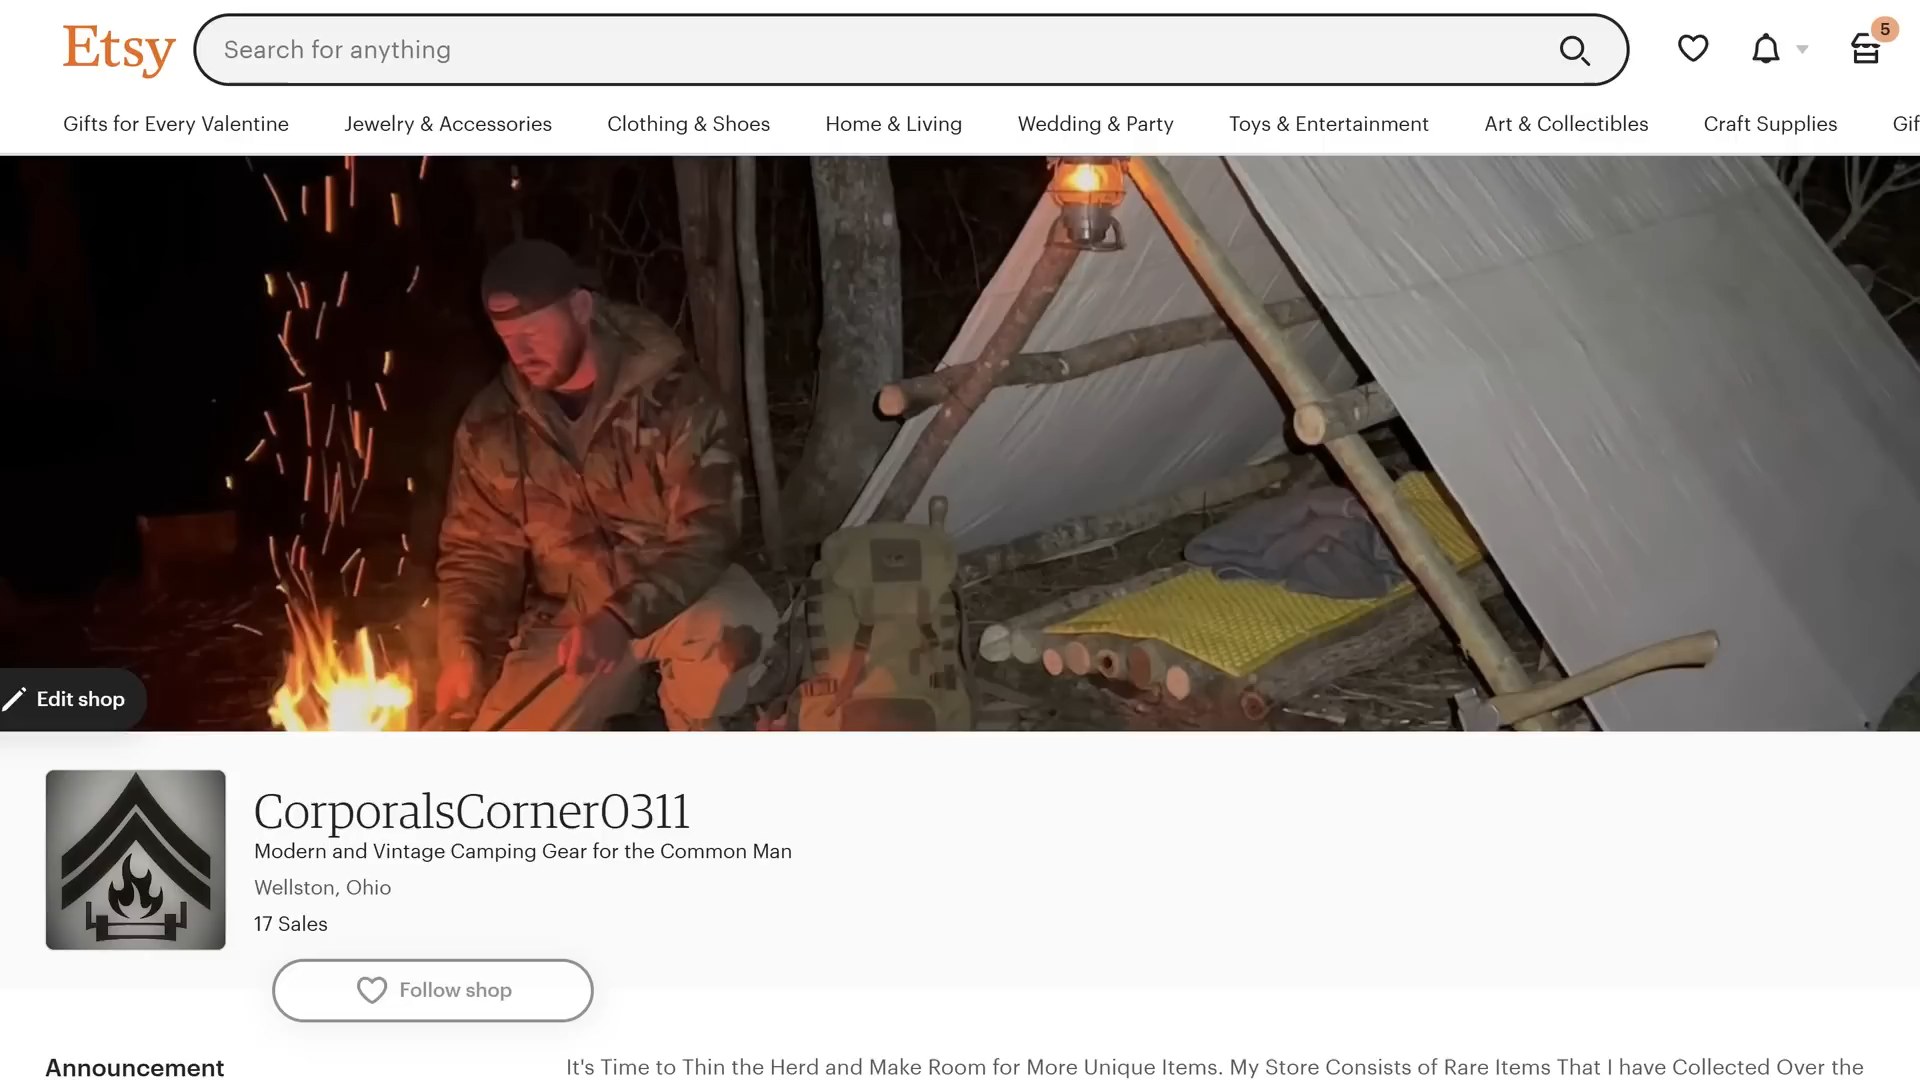 Etsy
Search for anything
5
Gifts for Every Valentine
Jewelry & Accessories
Clothing & Shoes
Home & Living
Wedding & Party
Toys & Entertainment
Art & Collectibles
Craft Supplies
Gif
Edit shop
CorporalsCorner0311
Modern and Vintage Camping Gear for the Common Man
Wellston, Ohio
17 Sales
Follow shop
Announcement
It's Time to Thin the Herd and Make Room for More Unique Items. My Store Consists of Rare Items That I have Collected Over the